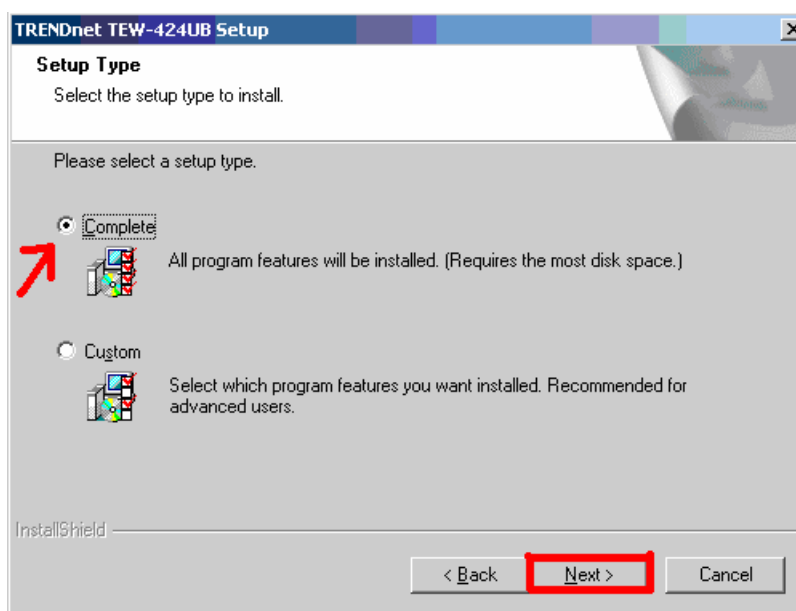 TRENDnet TEW-424UB Setup
Setup Type
Select the setup type to install.
Please select a setup type.
Complete
All program features will be installed. (Requires the most disk space.)
Custom
Select which program features you want installed. Recommended for
advanced users.
InstallShield
< Back Next > Cancel